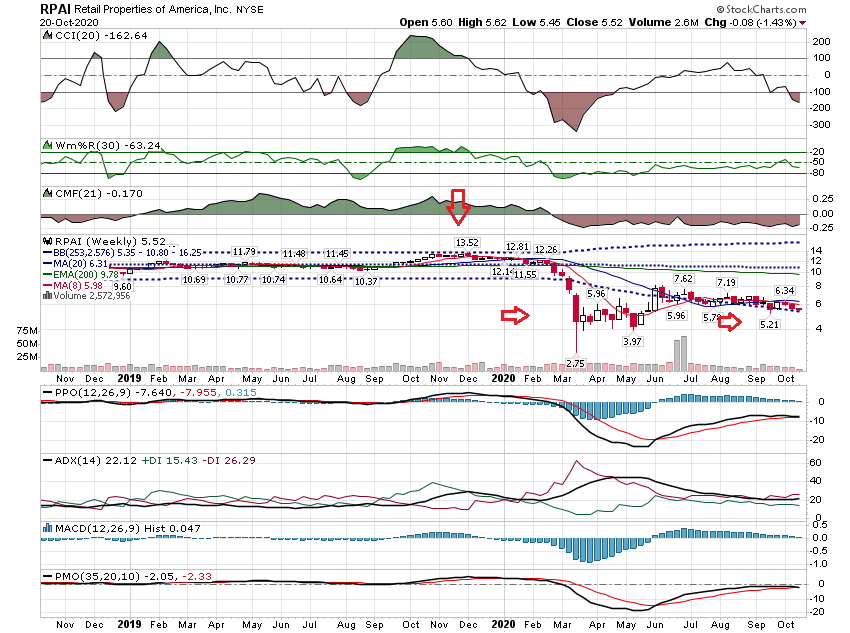 RPAI Retail Properties of America, Inc. NYSE
© StockCharts.com
20-Oct-2020
Open 5.60 High 5.62 Low 5.45 Close 5.52 Volume 2.6M Chg -0.08 (-1.43%)
CCI(20) -162.64
200
100
0
-100
-200
-300
Wm%R(30) -63.24
-20
-50
-80
CMF(21) -0.170
0.25
0.00
-0.25
RPAI (Weekly) 5.52
BB(253,2.576) 5.35 - 10.80 - 16.25
MA(20) 6.31
EMA(200) 9.78
MA(8) 5.98
Volume 2,572,956
9.60
10.69
10.77
11.79
10.74
11.48
10.64
11.45
10.37
13.52
12.14
12.81
11.55
12.26
2.75
5.96
3.97
5.96
7.62
5.78
7.19
5.21
6.34
14
12
10
8
6
4
75M
50M
25M
Nov Dec 2019 Feb Mar Apr May Jun Jul Aug Sep Oct Nov Dec 2020 Feb Mar Apr May Jun Jul Aug Sep Oct
PPO(12,26,9) -7.640, -7.955, 0.315
0
-10
-20
ADX(14) 22.12 +DI 15.43 -DI 26.29
60
40
20
0
MACD(12,26,9) Hist 0.047
0.5
0.0
-0.5
-1.0
PMO(35,20,10) -2.05, -2.33
0
-10
-20
Nov Dec 2019 Feb Mar Apr May Jun Jul Aug Sep Oct Nov Dec 2020 Feb Mar Apr May Jun Jul Aug Sep Oct